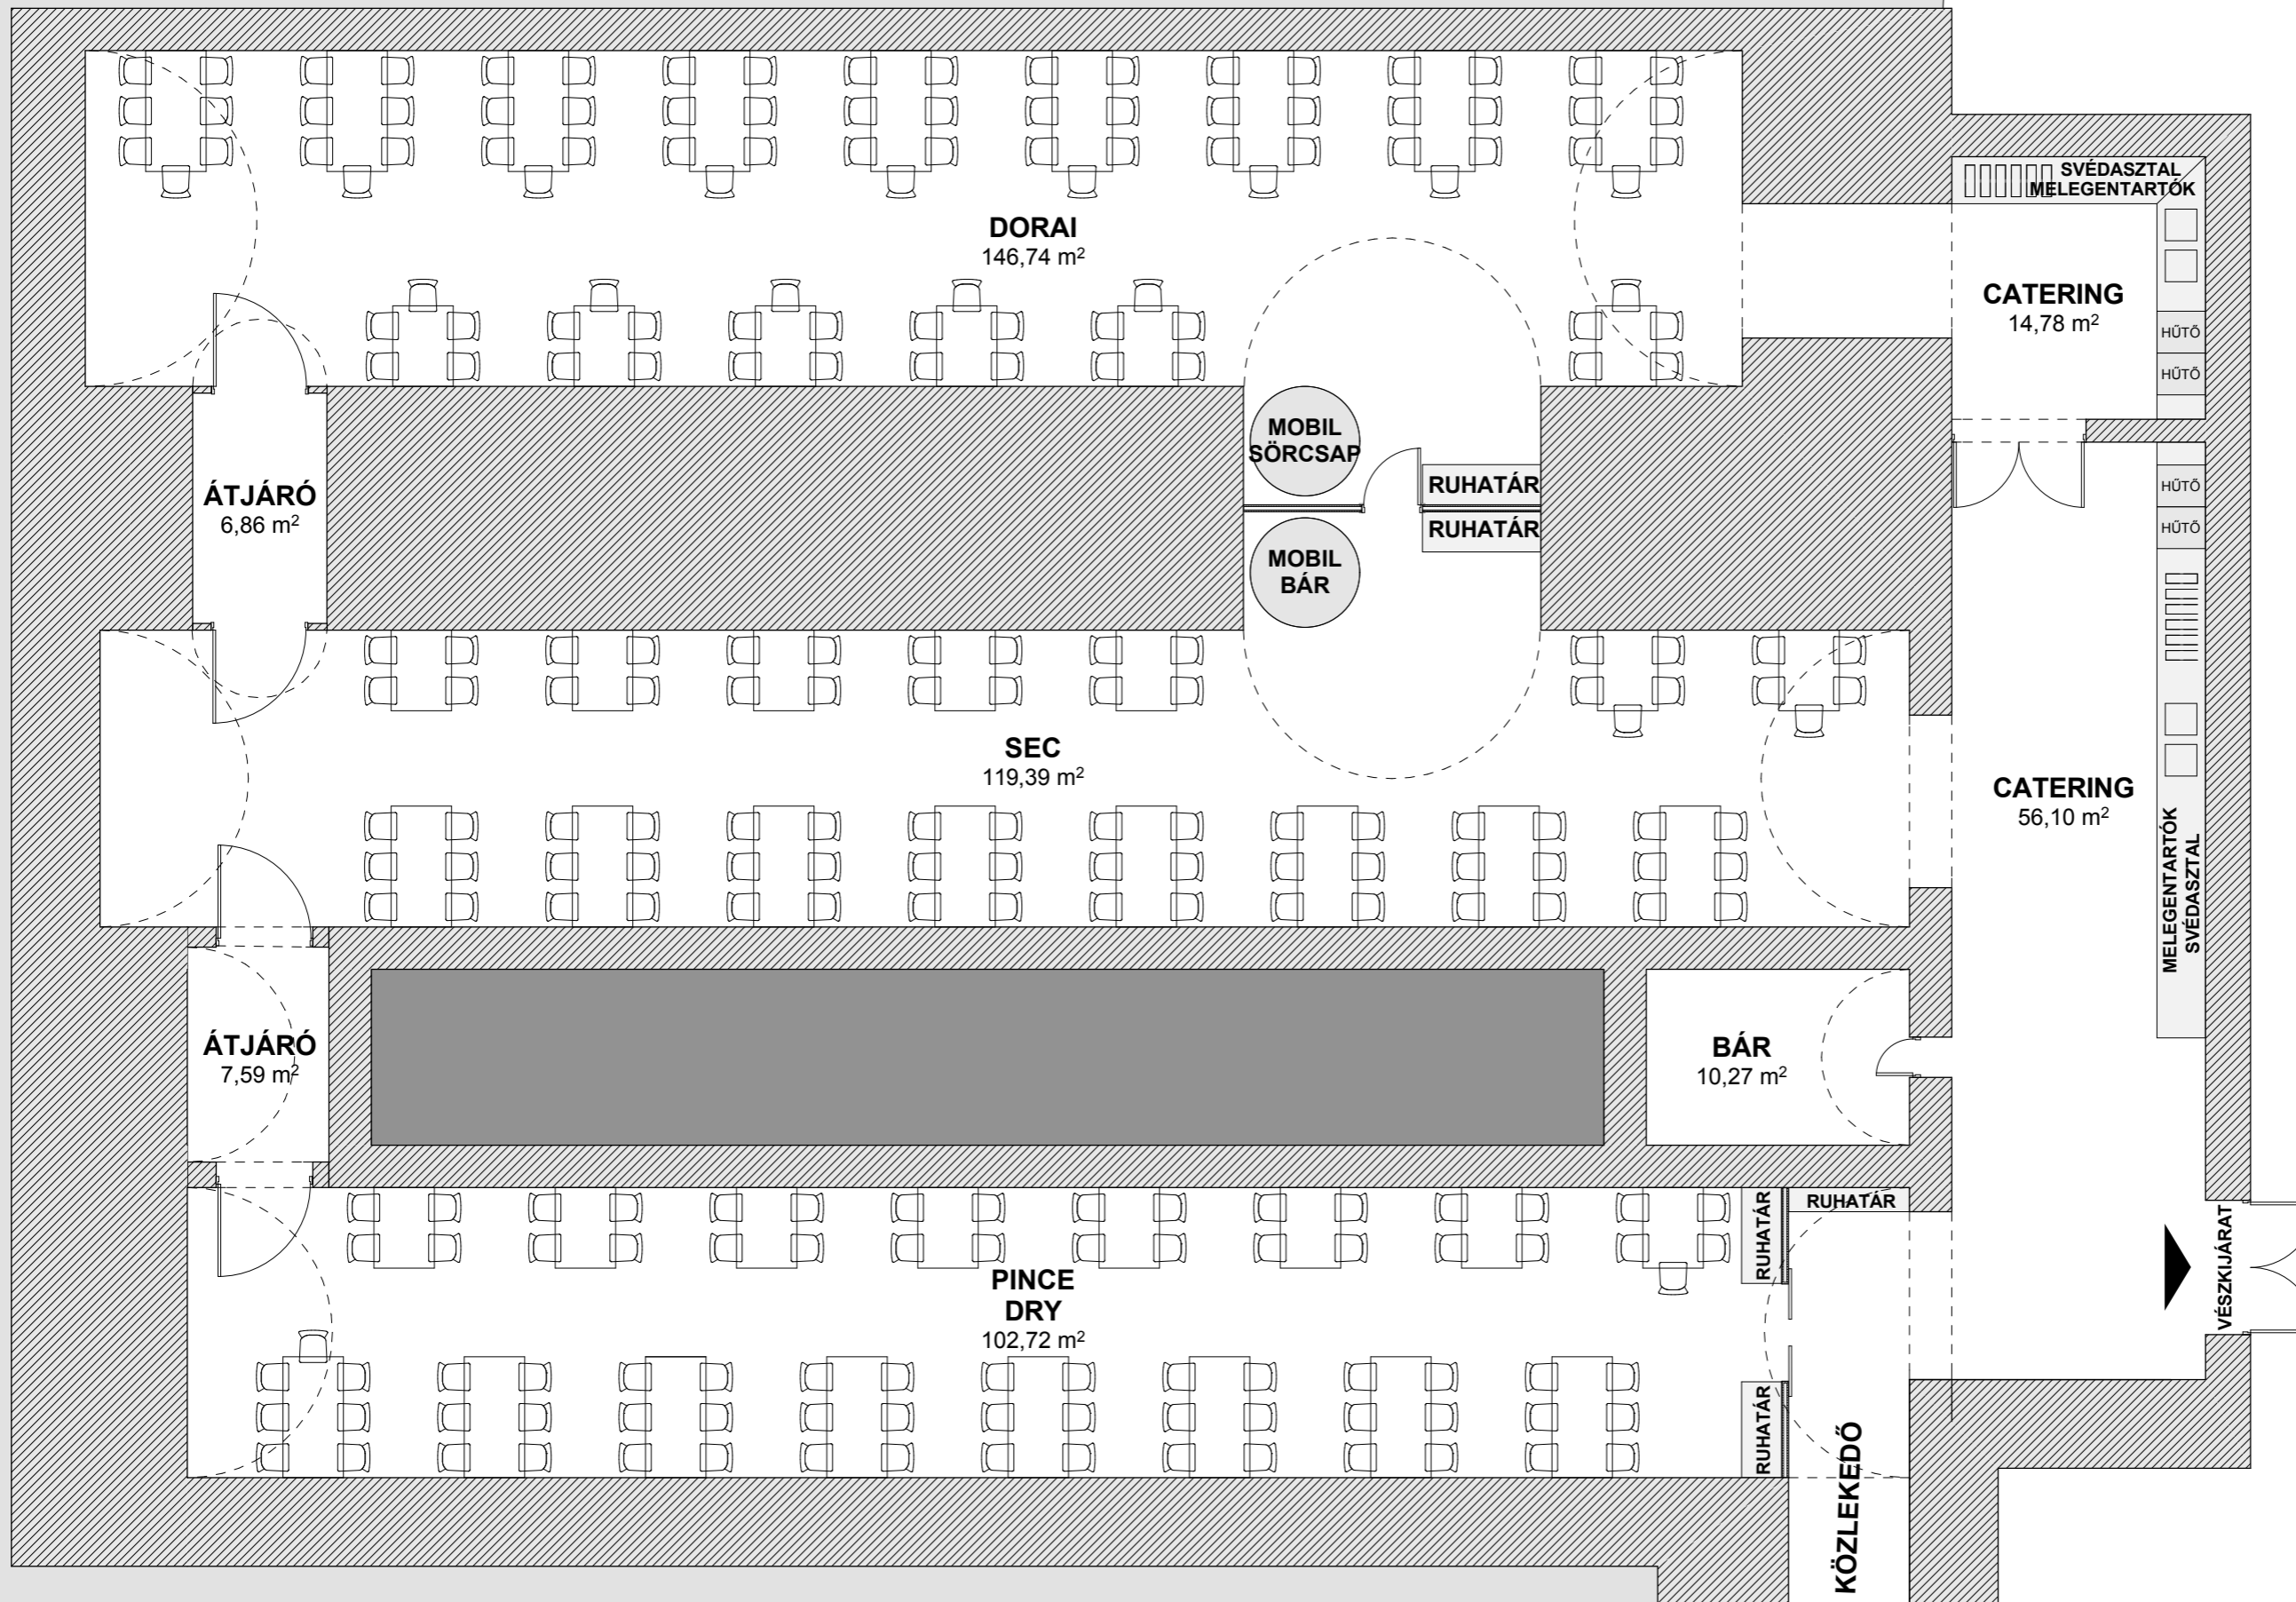 SVÉDASZTAL
MELEGENTARTÓK
DORAI
146,74 m²
CATERING
14,78 m²
HŰTŐ
HŰTŐ
MOBIL
SÖRCSAP
RUHATÁR
RUHATÁR
MOBIL
BÁR
ÁTJÁRÓ
6,86 m²
HŰTŐ
HŰTŐ
SEC
119,39 m²
CATERING
56,10 m²
MELEGENTARTÓK
SVÉDASZTAL
ÁTJÁRÓ
7,59 m²
BÁR
10,27 m²
RUHATÁR
RUHATÁR
PINCE
DRY
102,72 m²
VÉSZKIJÁRAT
RUHATÁR
KÖZLEKEDŐ